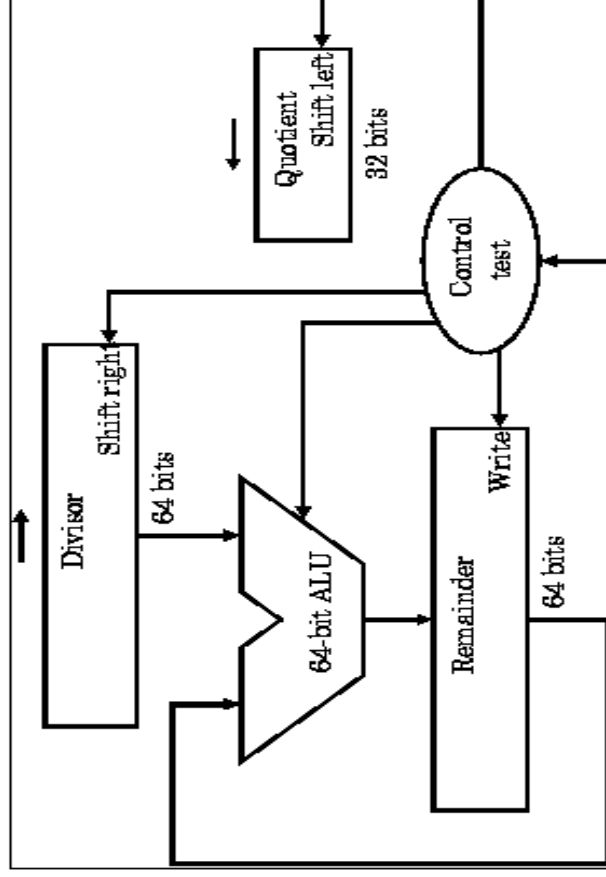 Divisor
Shift right
64 bits
Quotient
Shift left
32 bits
64-bit ALU
Control
test
Remainder
Write
64 bits